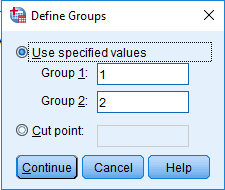 Define Groups
Use specified values
Group 1: 1
Group 2: 2
Cut point:
Continue Cancel Help